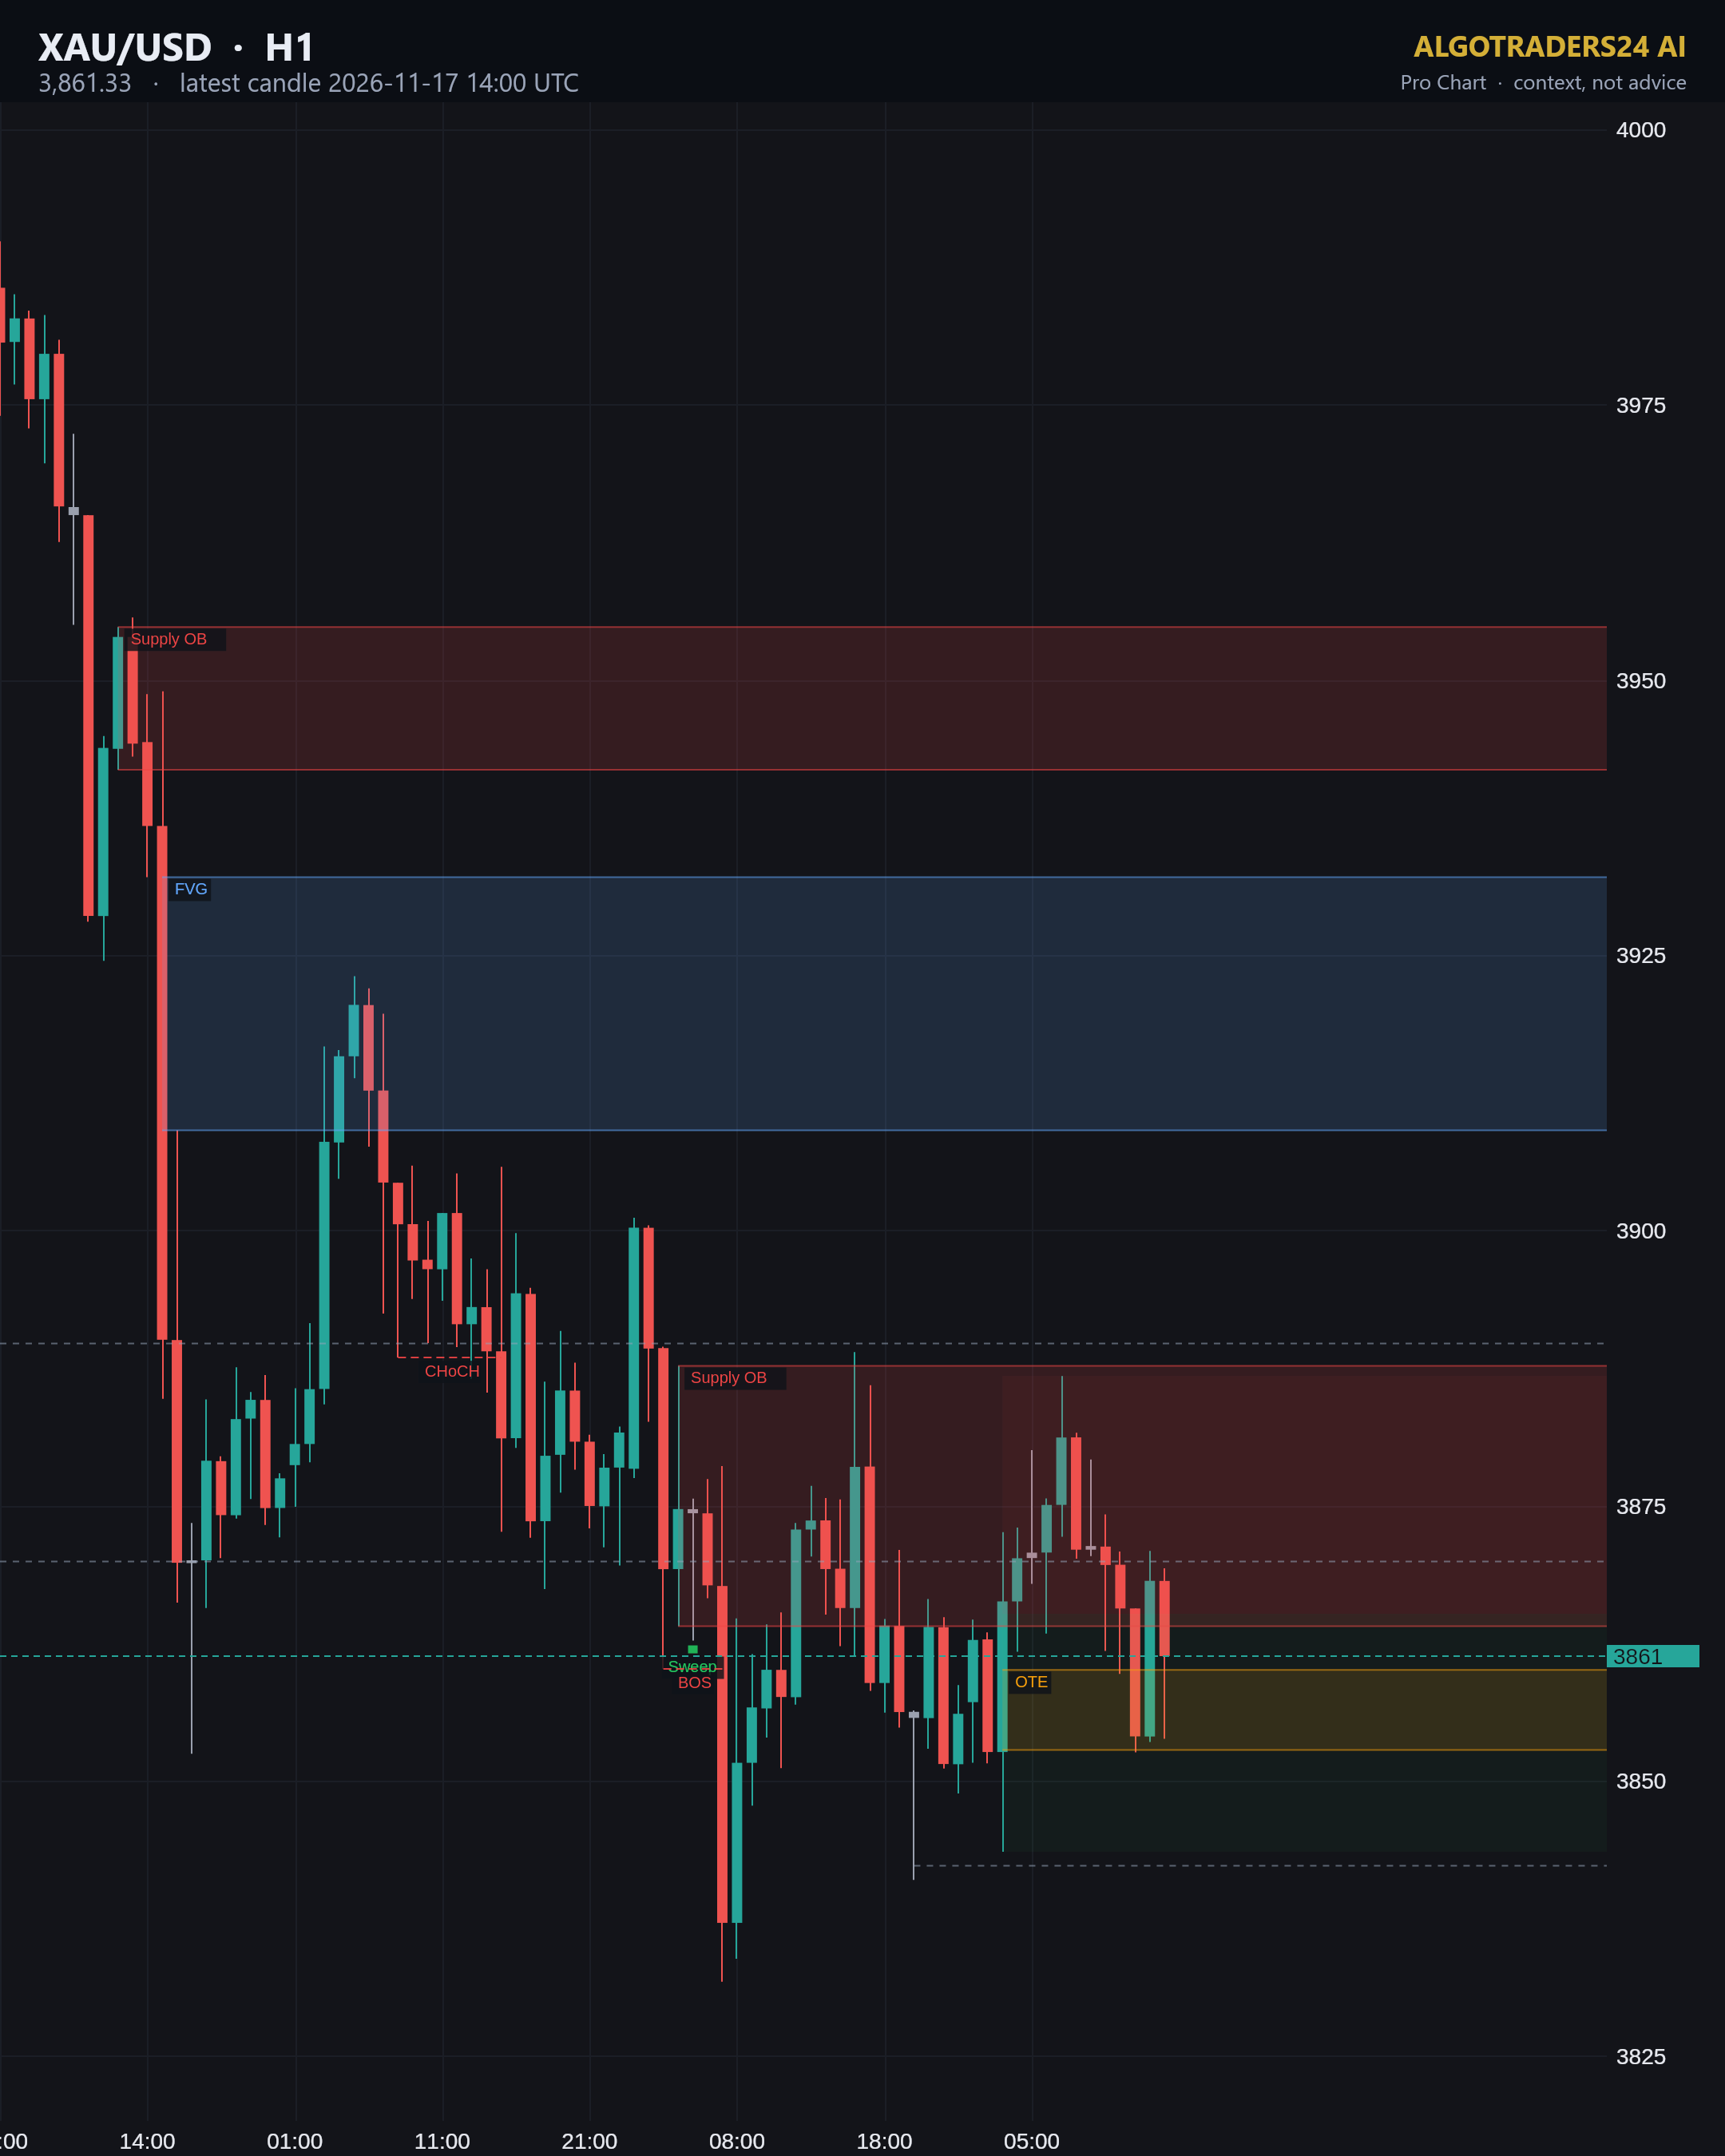 XAU/USD · H1
ALGOTRADERS24 AI
3,861.33 · latest candle 2026-11-17 14:00 UTC
Pro Chart · context, not advice
4000
3975
Supply OB
3950
FVG
3925
3900
CHoCH
Supply OB
3875
Sweep
BOS
3861
OTE
3850
3825
:00 14:00 01:00 11:00 21:00 08:00 18:00 05:00